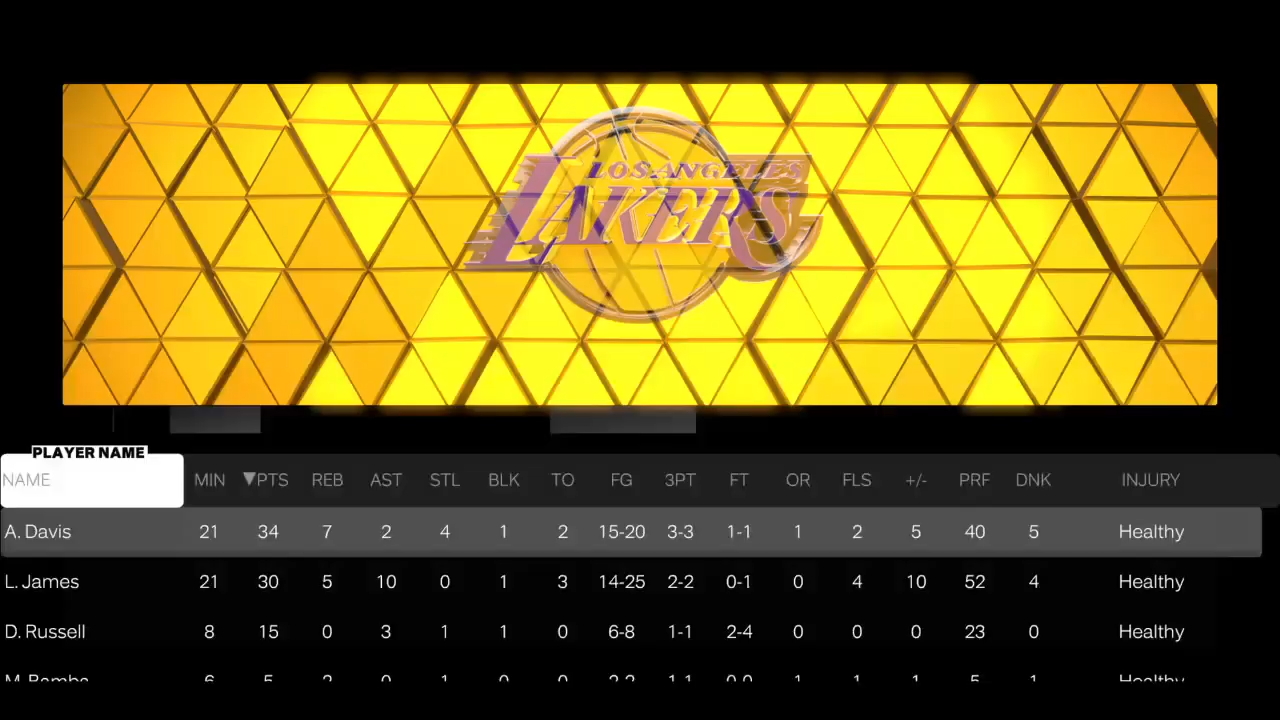 LOS ANGELES
LAKERS
PLAYER NAME
NAME MIN ▼PTS REB AST STL BLK TO FG 3PT FT OR FLS +/- PRF DNK INJURY
A. Davis 21 34 7 2 4 1 2 15-20 3-3 1-1 1 2 5 40 5 Healthy
L. James 21 30 5 10 0 1 3 14-25 2-2 0-1 0 4 10 52 4 Healthy
D. Russell 8 15 0 3 1 1 0 6-8 1-1 2-4 0 0 0 23 0 Healthy